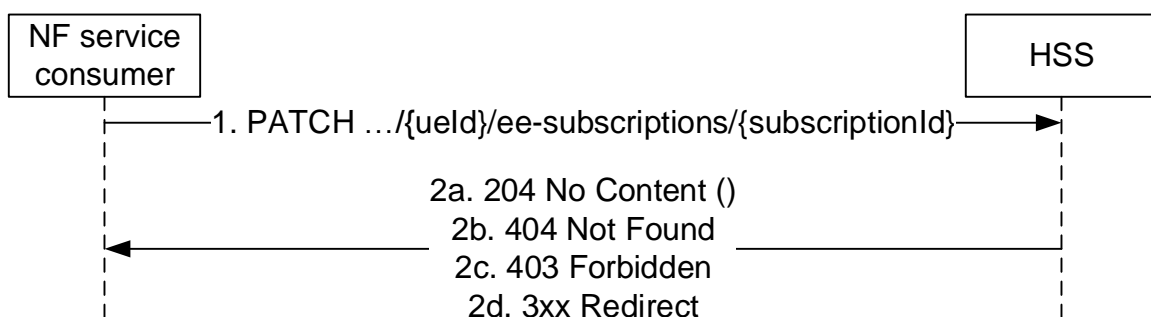 NF service
consumer
HSS
1. PATCH …/{ueId}/ee-subscriptions/{subscriptionId}
2a. 204 No Content ()
2b. 404 Not Found
2c. 403 Forbidden
2d. 3xx Redirect